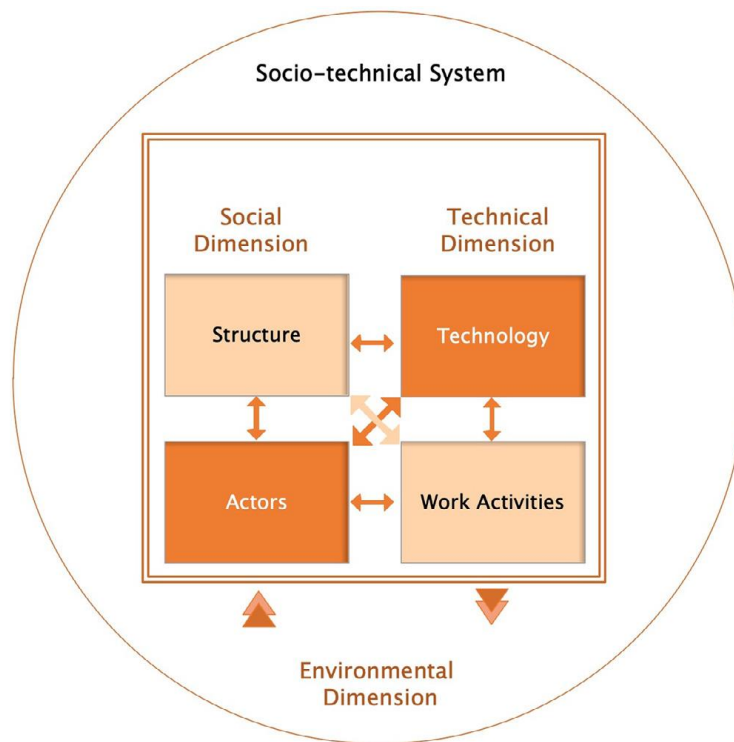 Socio-technical System
Social
Dimension
Technical
Dimension
Structure
Technology
Actors
Work Activities
Environmental
Dimension